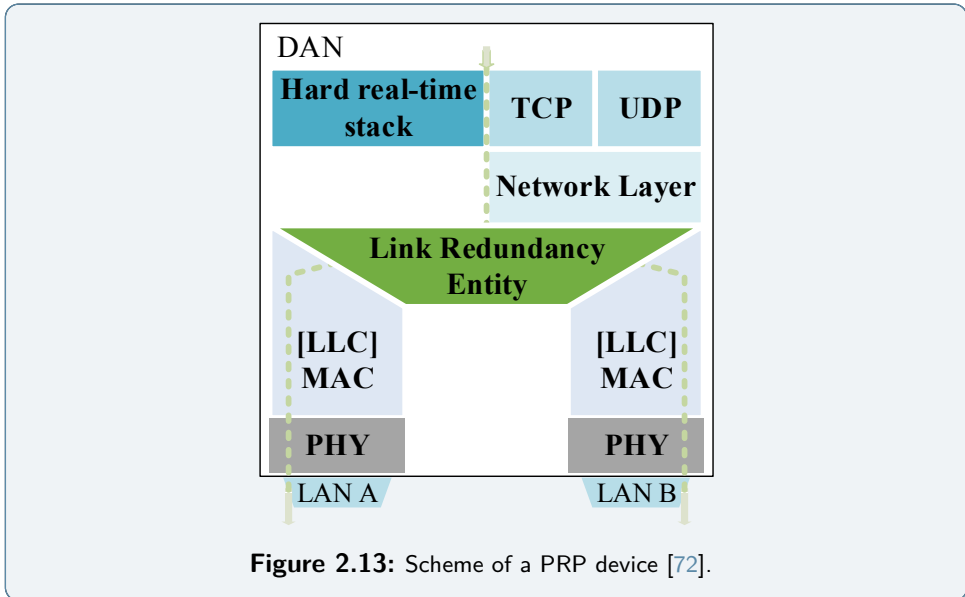 DAN
Hard real-time
stack
TCP
UDP
Network Layer
Link Redundancy
Entity
[LLC]
MAC
[LLC]
MAC
PHY
PHY
LAN A
LAN B
Figure 2.13: Scheme of a PRP device [72].